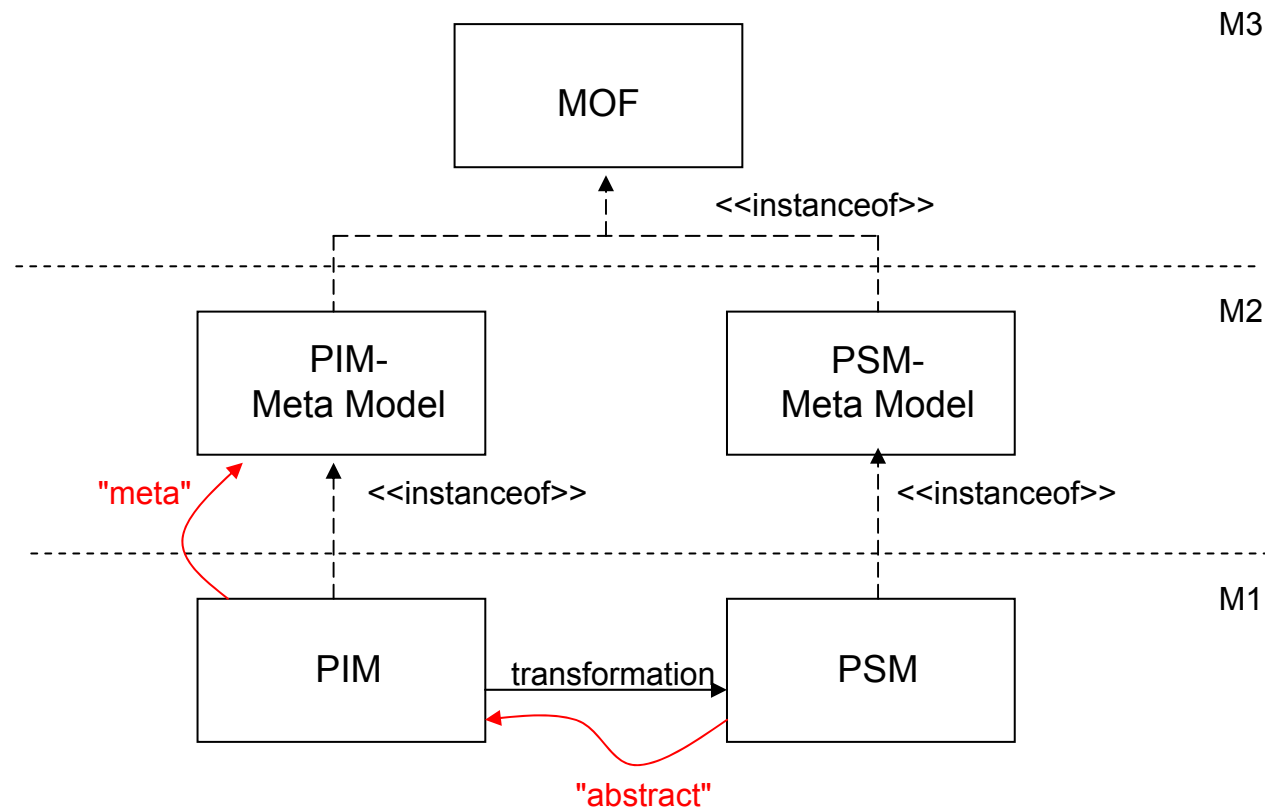 M3
MOF
<<instanceof>>
M2
PIM-
Meta Model
PSM-
Meta Model
"meta"
<<instanceof>>
<<instanceof>>
M1
PIM
transformation
PSM
"abstract"